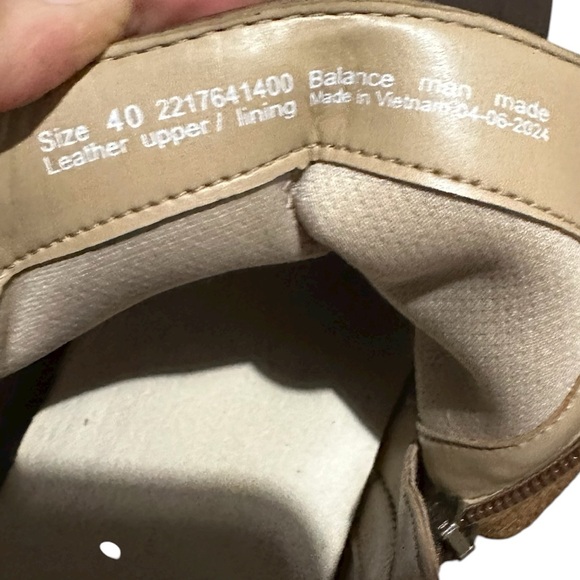 Size 40 2217641400 Balance man made
Leather upper/ lining Made in Vietnam 04-06-2024